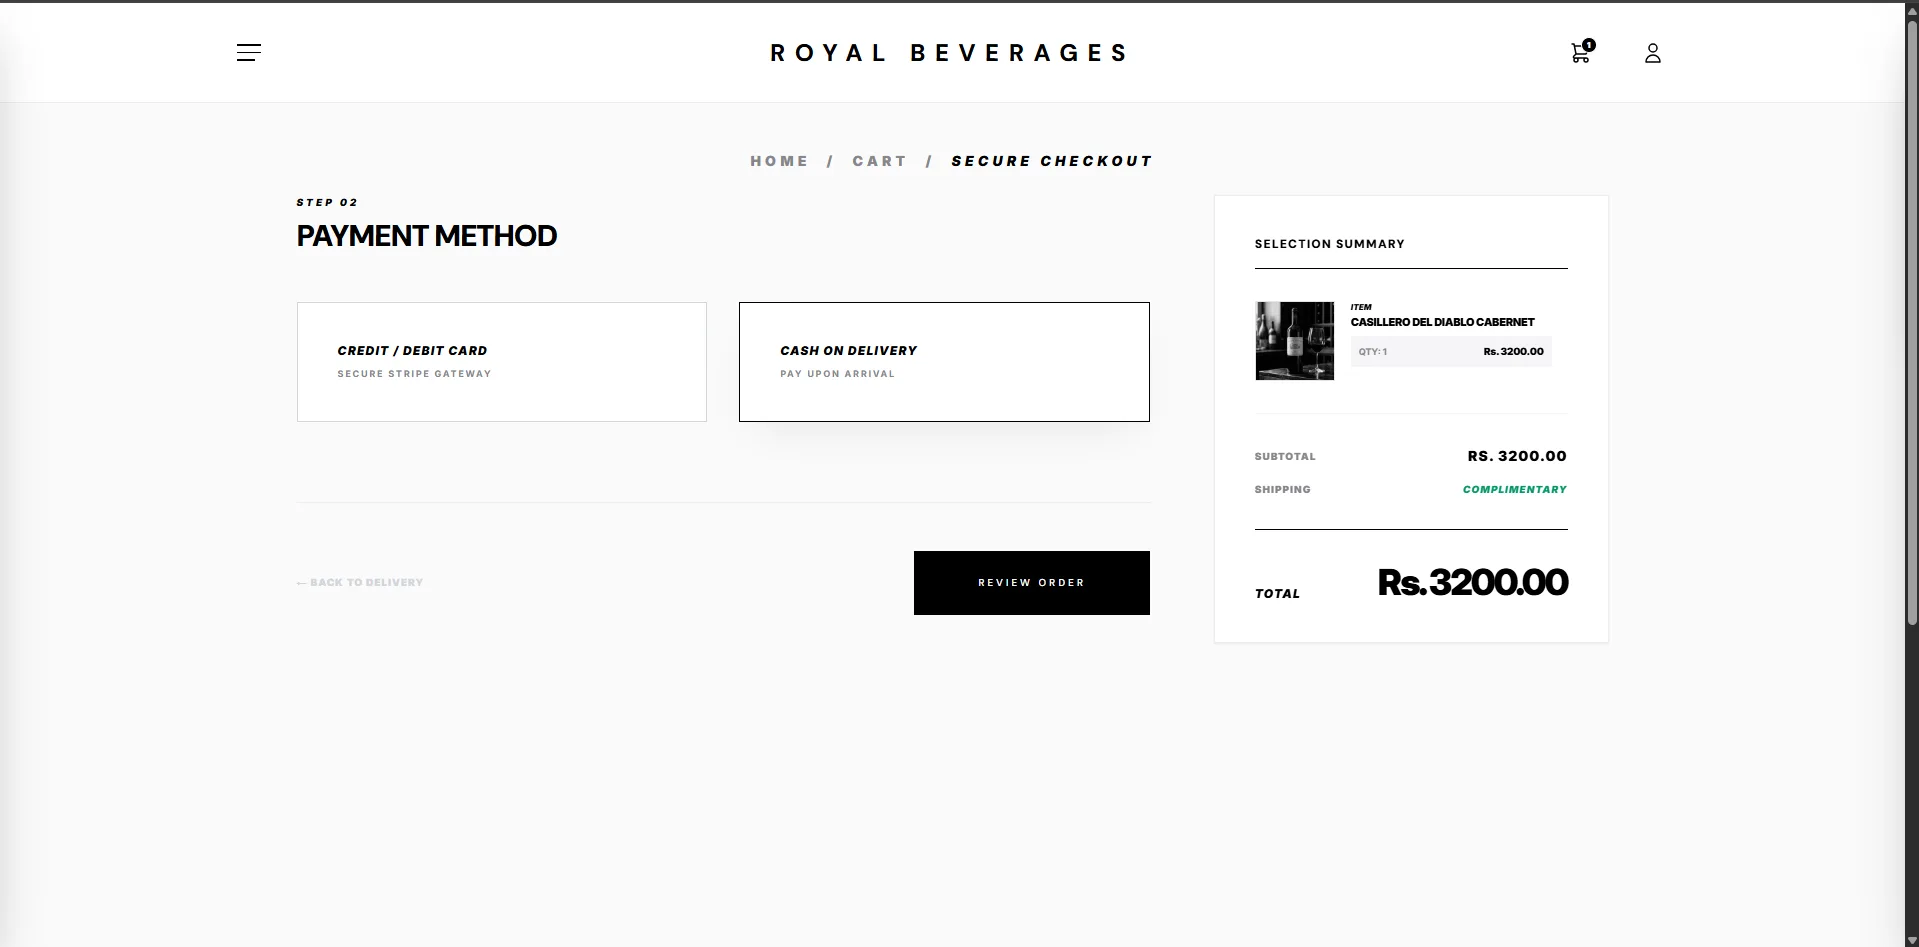 ROYAL BEVERAGES
1
HOME / CART / SECURE CHECKOUT
STEP 02
PAYMENT METHOD
CREDIT / DEBIT CARD
SECURE STRIPE GATEWAY
CASH ON DELIVERY
PAY UPON ARRIVAL
← BACK TO DELIVERY
REVIEW ORDER
SELECTION SUMMARY
ITEM
CASILLERO DEL DIABLO CABERNET
QTY: 1 Rs. 3200.00
SUBTOTAL RS. 3200.00
SHIPPING COMPLIMENTARY
TOTAL Rs. 3200.00